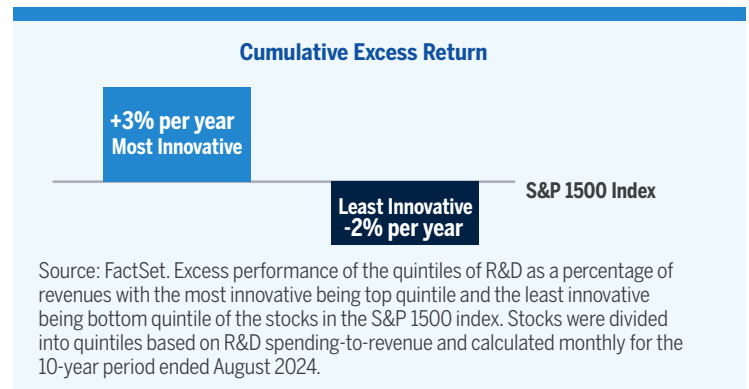 Cumulative Excess Return
+3% per year
Most Innovative
S&P 1500 Index
Least Innovative
-2% per year
Source: FactSet. Excess performance of the quintiles of R&D as a percentage of
revenues with the most innovative being top quintile and the least innovative
being bottom quintile of the stocks in the S&P 1500 index. Stocks were divided
into quintiles based on R&D spending-to-revenue and calculated monthly for the
10-year period ended August 2024.